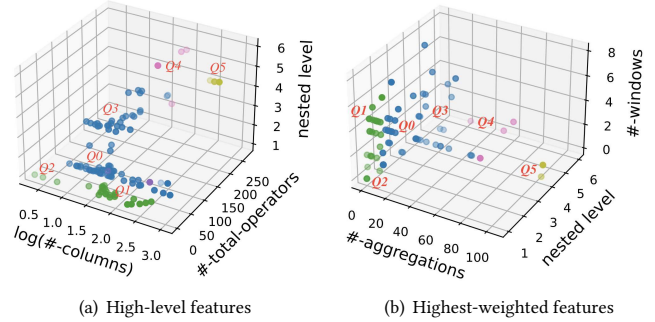 6
5
4
3
2
1
nested level
Q4
Q5
Q3
Q0
Q2
Q1
0.5
1.0
1.5
2.0
2.5
3.0
log(#-columns)
0
50
100
150
200
250
#-total-operators
(a) High-level features
8
6
4
2
0
#-windows
Q1
Q0
Q3
Q4
Q5
Q2
0
20
40
60
80
100
#-aggregations
1
2
3
4
5
6
nested level
(b) Highest-weighted features